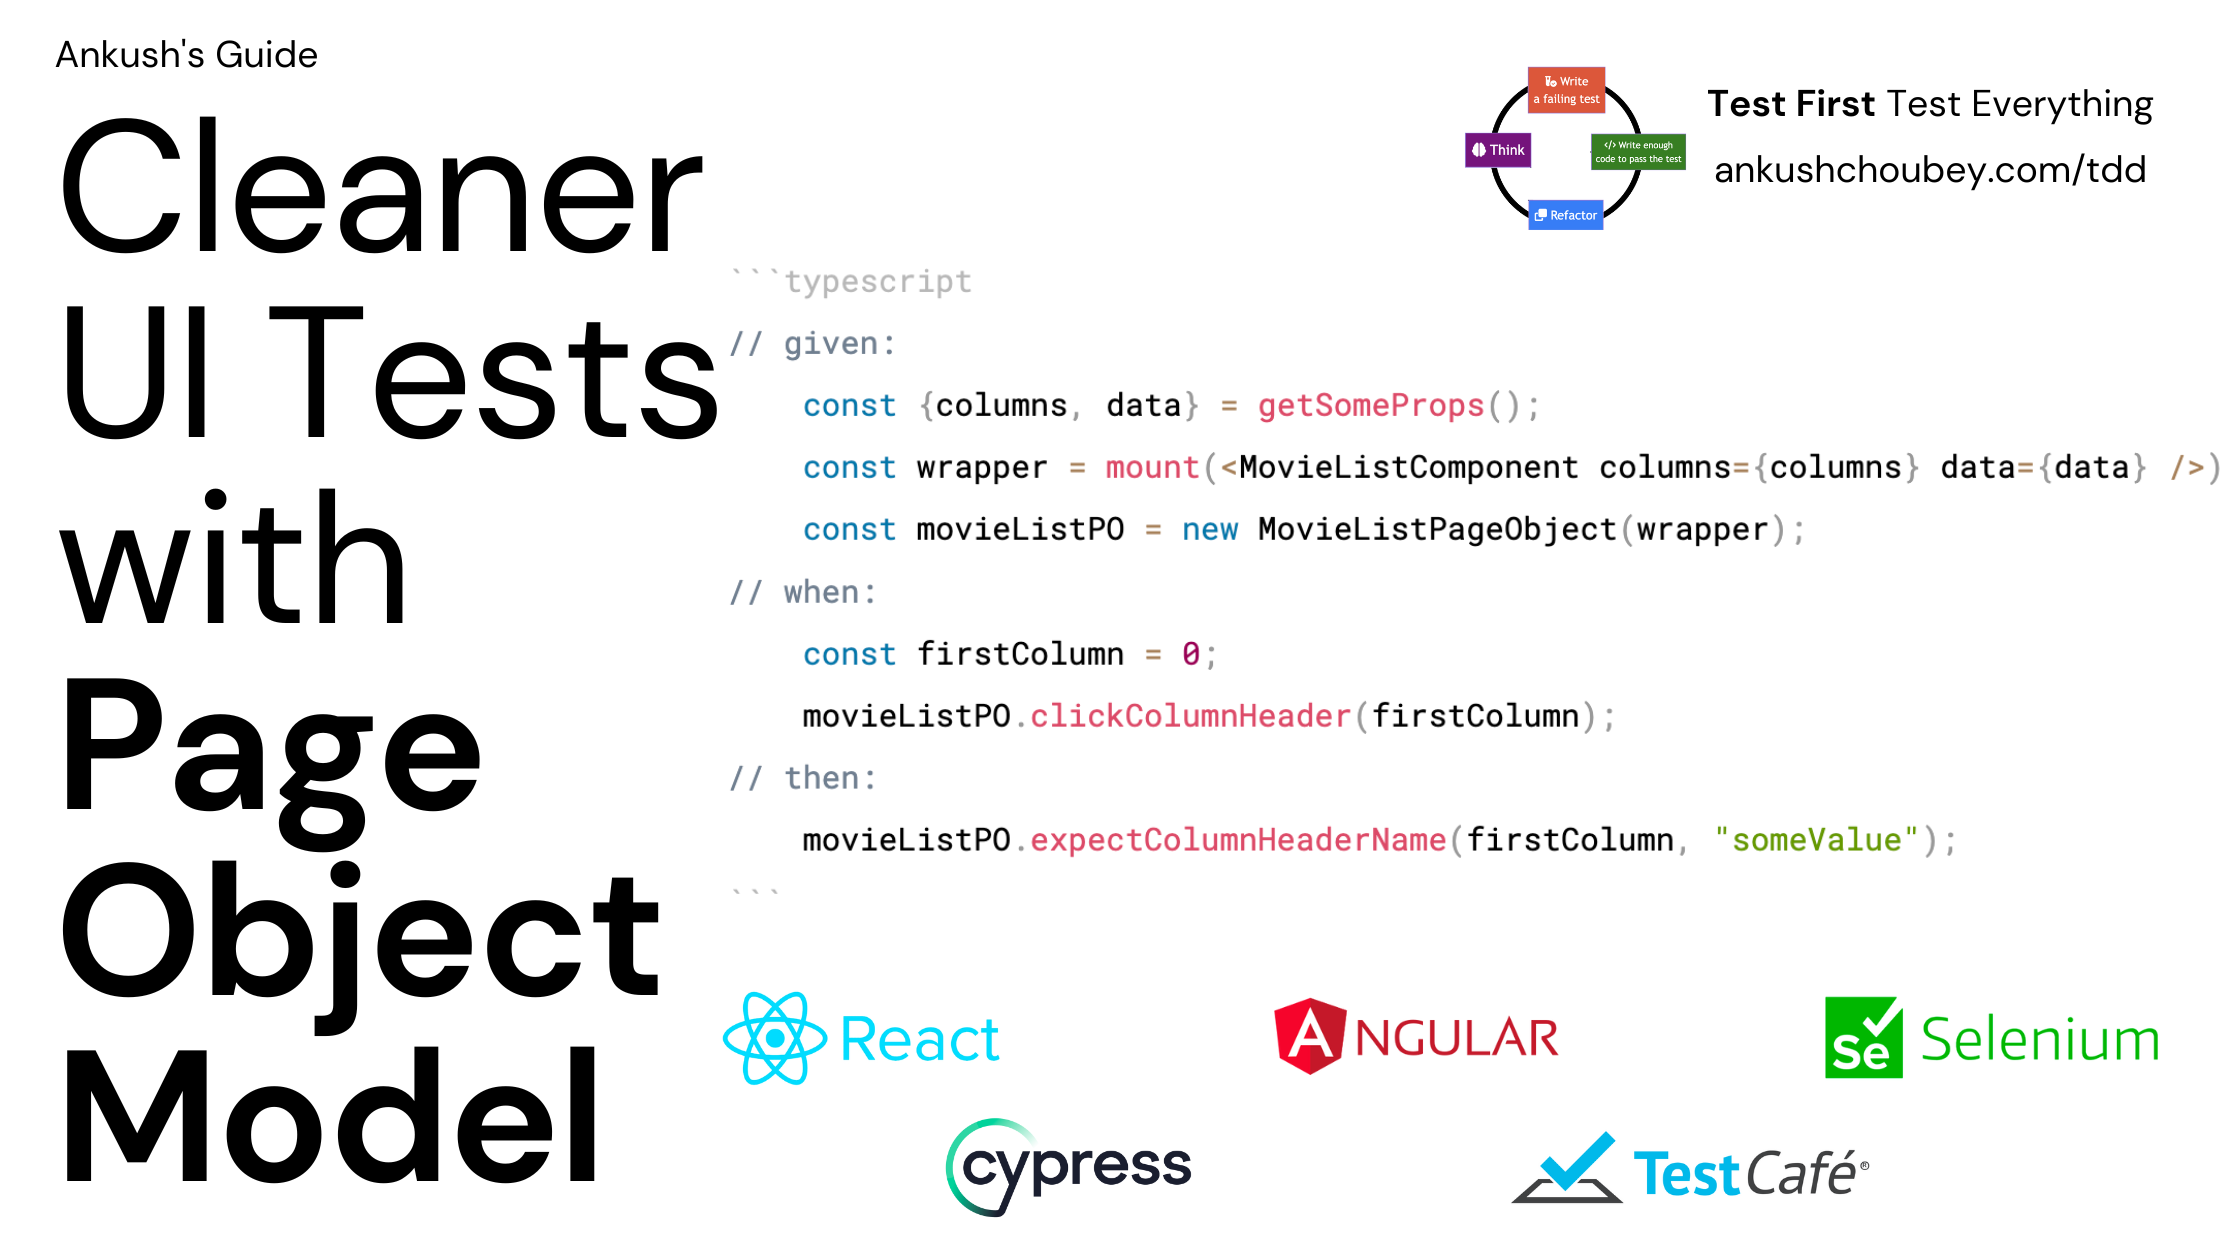 Ankush's Guide
Cleaner
UI Tests
with
Page
Object
Model
Write
a failing test
Think
</> Write enough
code to pass the test
Refactor
Test First Test Everything
ankushchoubey.com/tdd
```typescript
// given:
    const {columns, data} = getSomeProps();
    const wrapper = mount(<MovieListComponent columns={columns} data={data} />)
    const movieListPO = new MovieListPageObject(wrapper);
// when:
    const firstColumn = 0;
    movieListPO.clickColumnHeader(firstColumn);
// then:
    movieListPO.expectColumnHeaderName(firstColumn, "someValue");
```
React
ANGULAR
Se Selenium
cypress
TestCafé®